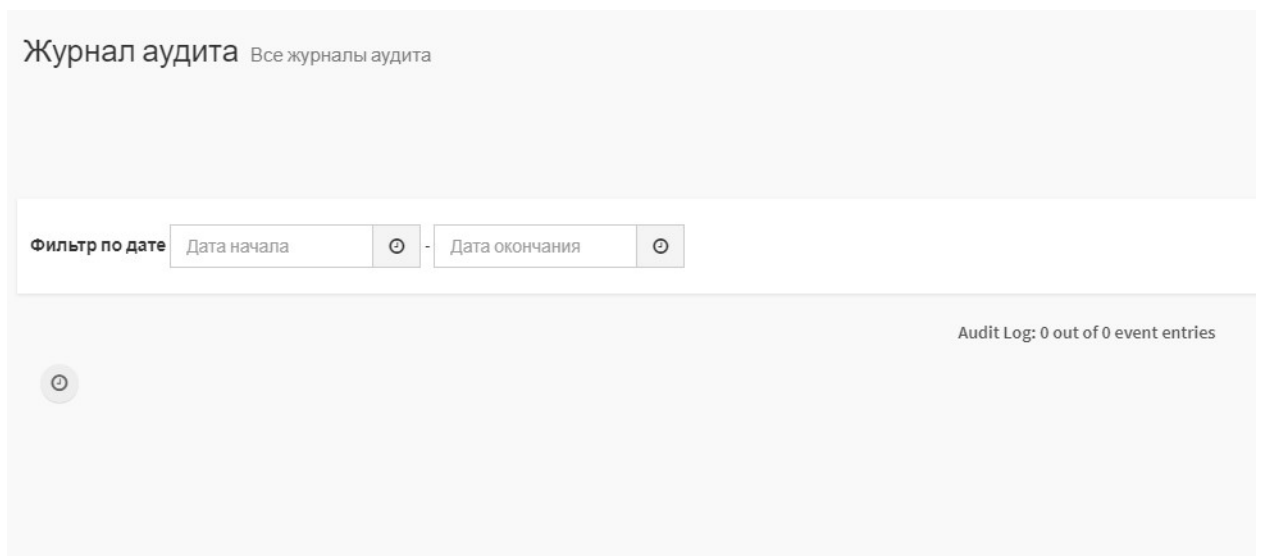 Журнал аудита Все журналы аудита
Фильтр по дате Дата начала - Дата окончания
Audit Log: 0 out of 0 event entries